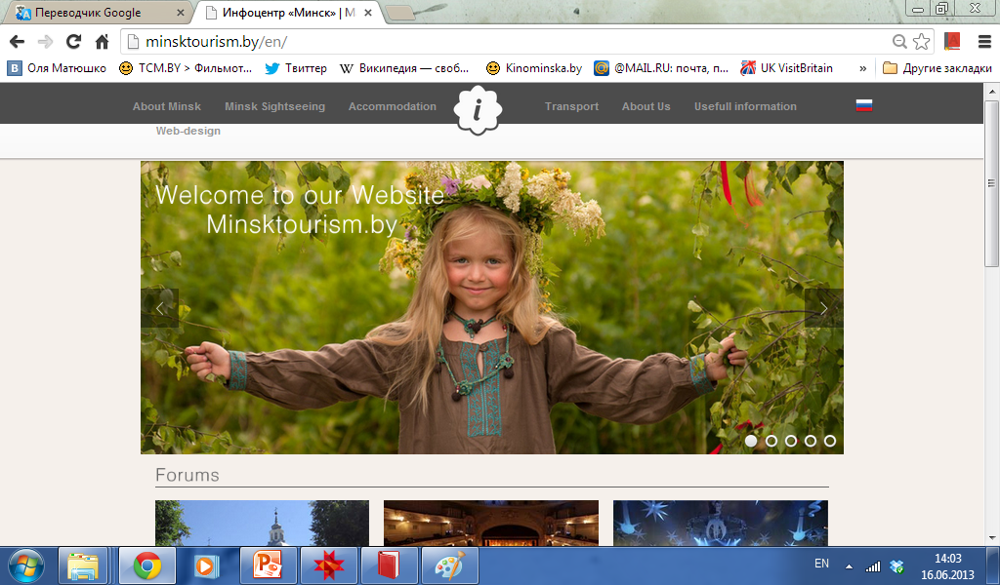 Переводчик Google
Инфоцентр «Минск» | М
minsktourism.by/en/
Оля Матюшко
TCM.BY > Фильмот...
Твиттер
W Википедия — своб...
Kinominska.by
@MAIL.RU: почта, п...
UK VisitBritain
»
Другие закладки
About Minsk
Minsk Sightseeing
Accommodation
i
Transport
About Us
Usefull information
Web-design
Welcome to our Website
Minsktourism.by
Forums
EN
14:03
16.06.2013